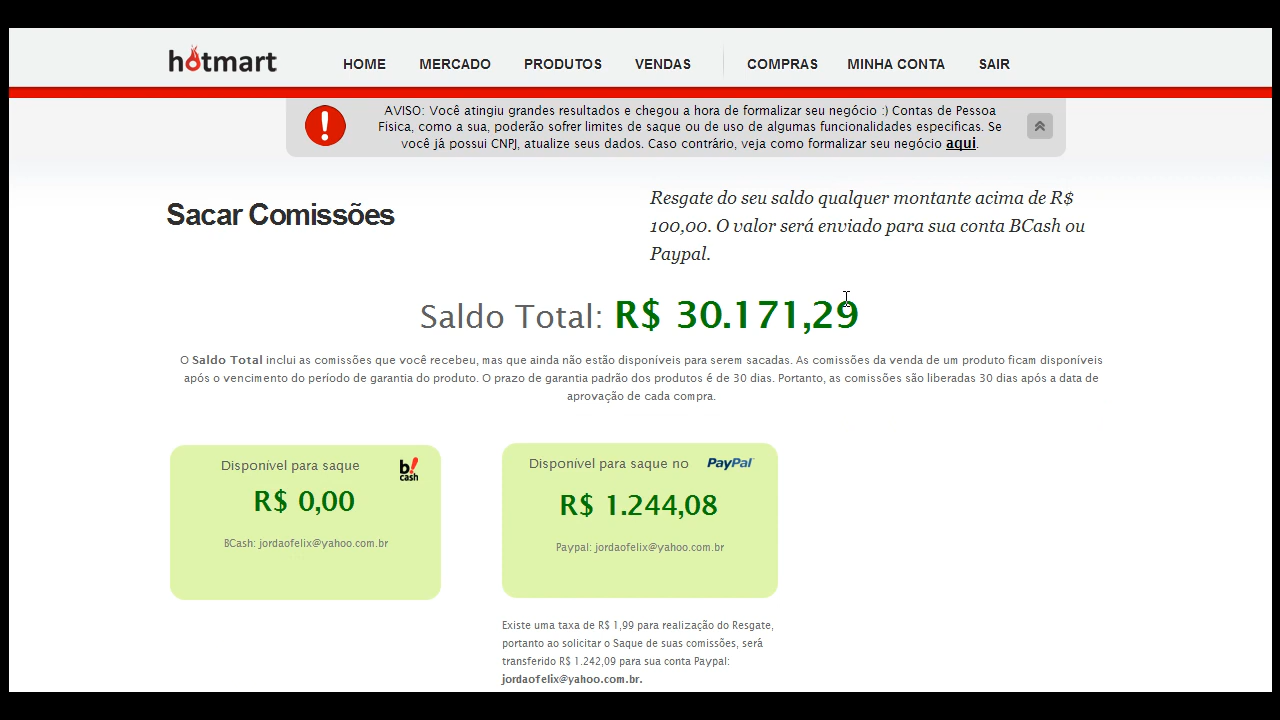 hotmart HOME MERCADO PRODUTOS VENDAS COMPRAS MINHA CONTA SAIR
AVISO: Você atingiu grandes resultados e chegou a hora de formalizar seu negócio :) Contas de Pessoa
Fisica, como a sua, poderão sofrer limites de saque ou de uso de algumas funcionalidades especificas. Se
você já possui CNPJ, atualize seus dados. Caso contrário, veja como formalizar seu negócio aqui.
Sacar Comissões
Resgate do seu saldo qualquer montante acima de R$
100,00. O valor será enviado para sua conta BCash ou
Paypal.
Saldo Total: R$ 30.171,29
O Saldo Total inclui as comissões que você recebeu, mas que ainda não estão disponíveis para serem sacadas. As comissões da venda de um produto ficam disponíveis
após o vencimento do período de garantia do produto. O prazo de garantia padrão dos produtos é de 30 dias. Portanto, as comissões são liberadas 30 dias após a data de
aprovação de cada compra.
Disponível para saque b! cash
R$ 0,00
BCash: jordaofelix@yahoo.com.br
Disponível para saque no PayPal
R$ 1.244,08
Paypal: jordaofelix@yahoo.com.br
Existe uma taxa de R$ 1,99 para realização do Resgate,
portanto ao solicitar o Saque de suas comissões, será
transferido R$ 1.242,09 para sua conta Paypal:
jordaofelix@yahoo.com.br.